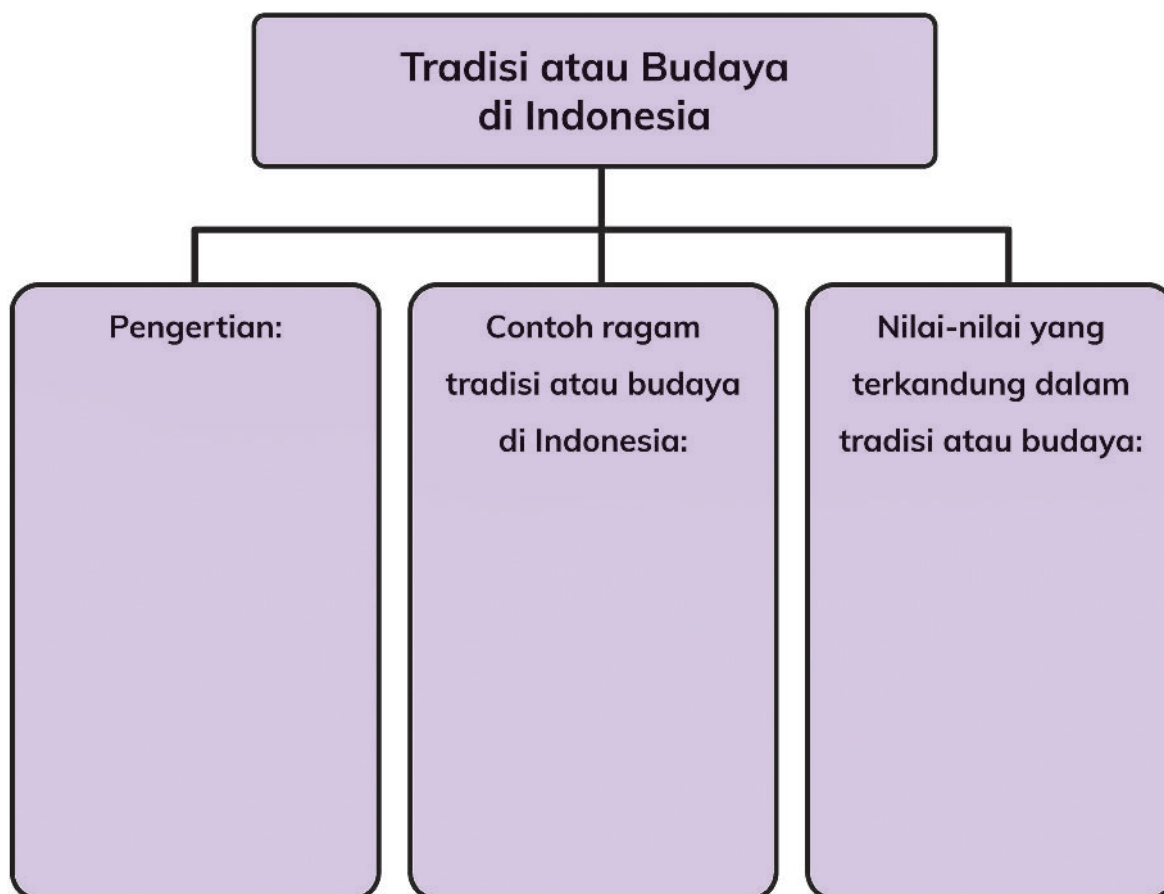 Tradisi atau Budaya
di Indonesia
Pengertian:
Contoh ragam
tradisi atau budaya
di Indonesia:
Nilai-nilai yang
terkandung dalam
tradisi atau budaya: